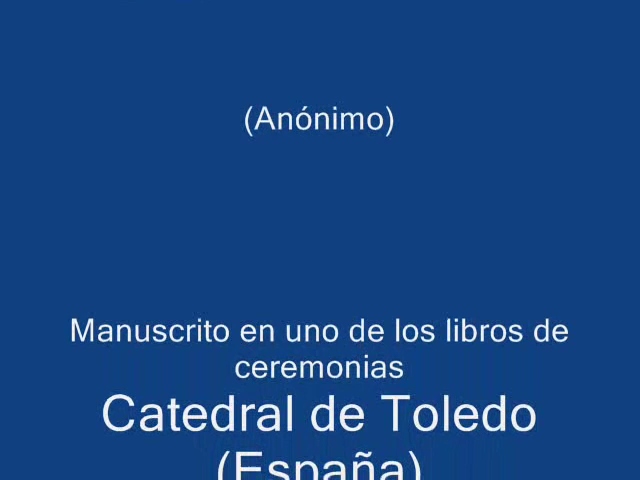 (Anónimo)
Manuscrito en uno de los libros de
ceremonias
Catedral de Toledo
(España)